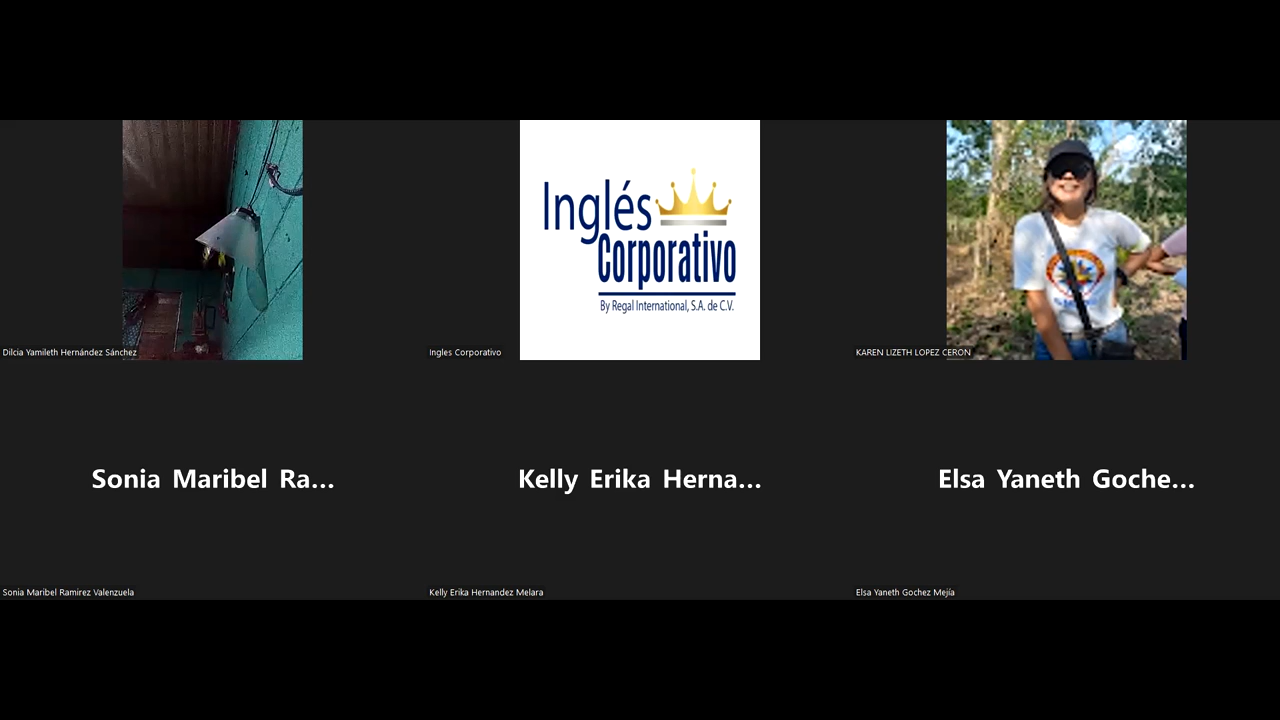 Inglés
Corporativo
By Regal International, S.A. de C.V.
Dilcia Yamileth Hernández Sánchez
Ingles Corporativo
KAREN LIZETH LOPEZ CERON
Sonia Maribel Ra...
Kelly Erika Herna...
Elsa Yaneth Goche...
Sonia Maribel Ramirez Valenzuela
Kelly Erika Hernandez Melara
Elsa Yaneth Gochez Mejía